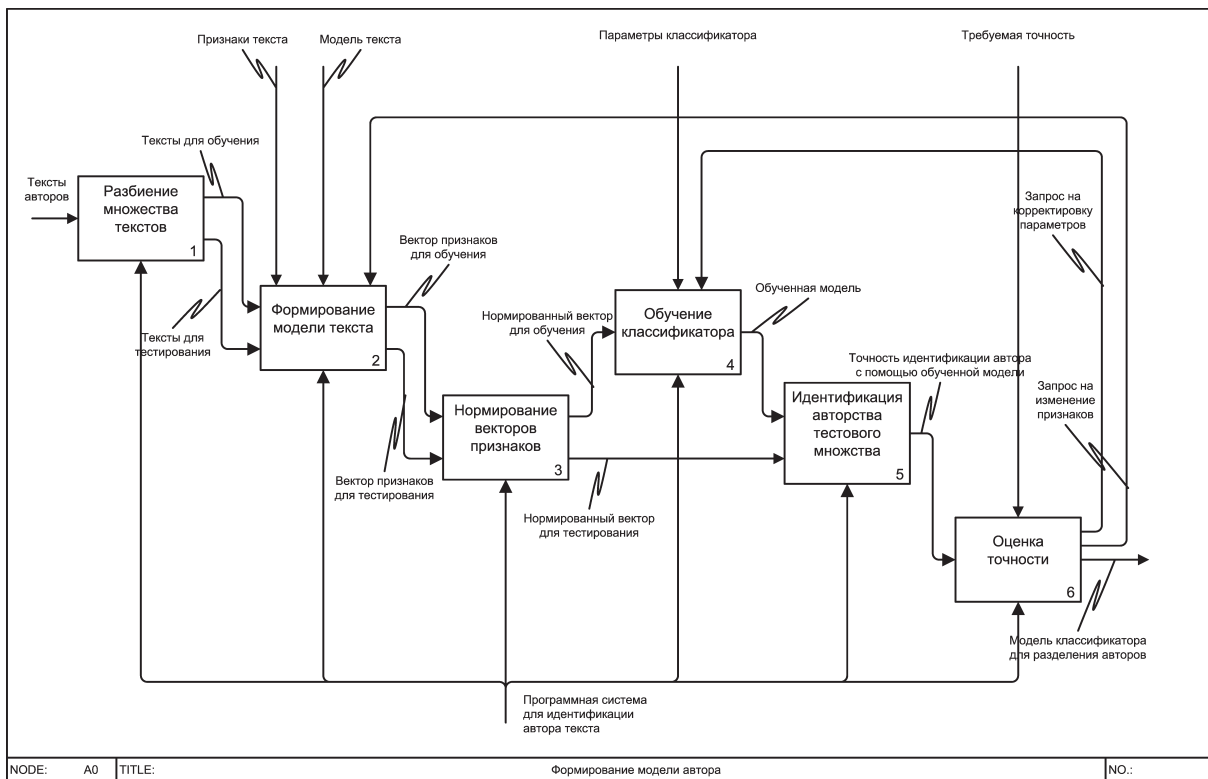 Признаки текста
Модель текста
Параметры классификатора
Требуемая точность
Тексты для обучения
Тексты
авторов
Разбиение
множества
текстов
1
Тексты для
тестирования
Формирование
модели текста
2
Вектор признаков
для обучения
Вектор признаков
для тестирования
Нормирование
векторов
признаков
3
Нормированный вектор
для обучения
Нормированный вектор
для тестирования
Обучение
классификатора
4
Обученная модель
Идентификация
авторства
тестового
множства
5
Точность идентификации автора
с помощью обученной модели
Запрос на
корректировку
параметров
Запрос на
изменение
признаков
Оценка
точности
6
Модель классификатора
для разделения авторов
Программная система
для идентификации
автора текста
NODE: A0 TITLE: Формирование модели автора NO.: